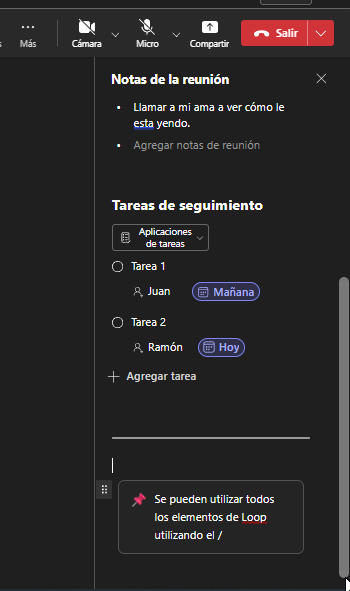 Más
Cámara
Micro
Compartir
Salir
Notas de la reunión
Llamar a mi ama a ver cómo le
esta yendo.
Agregar notas de reunión
Tareas de seguimiento
Aplicaciones
de tareas
Tarea 1
Juan
Mañana
Tarea 2
Ramón
Hoy
Agregar tarea
Se pueden utilizar todos
los elementos de Loop
utilizando el /